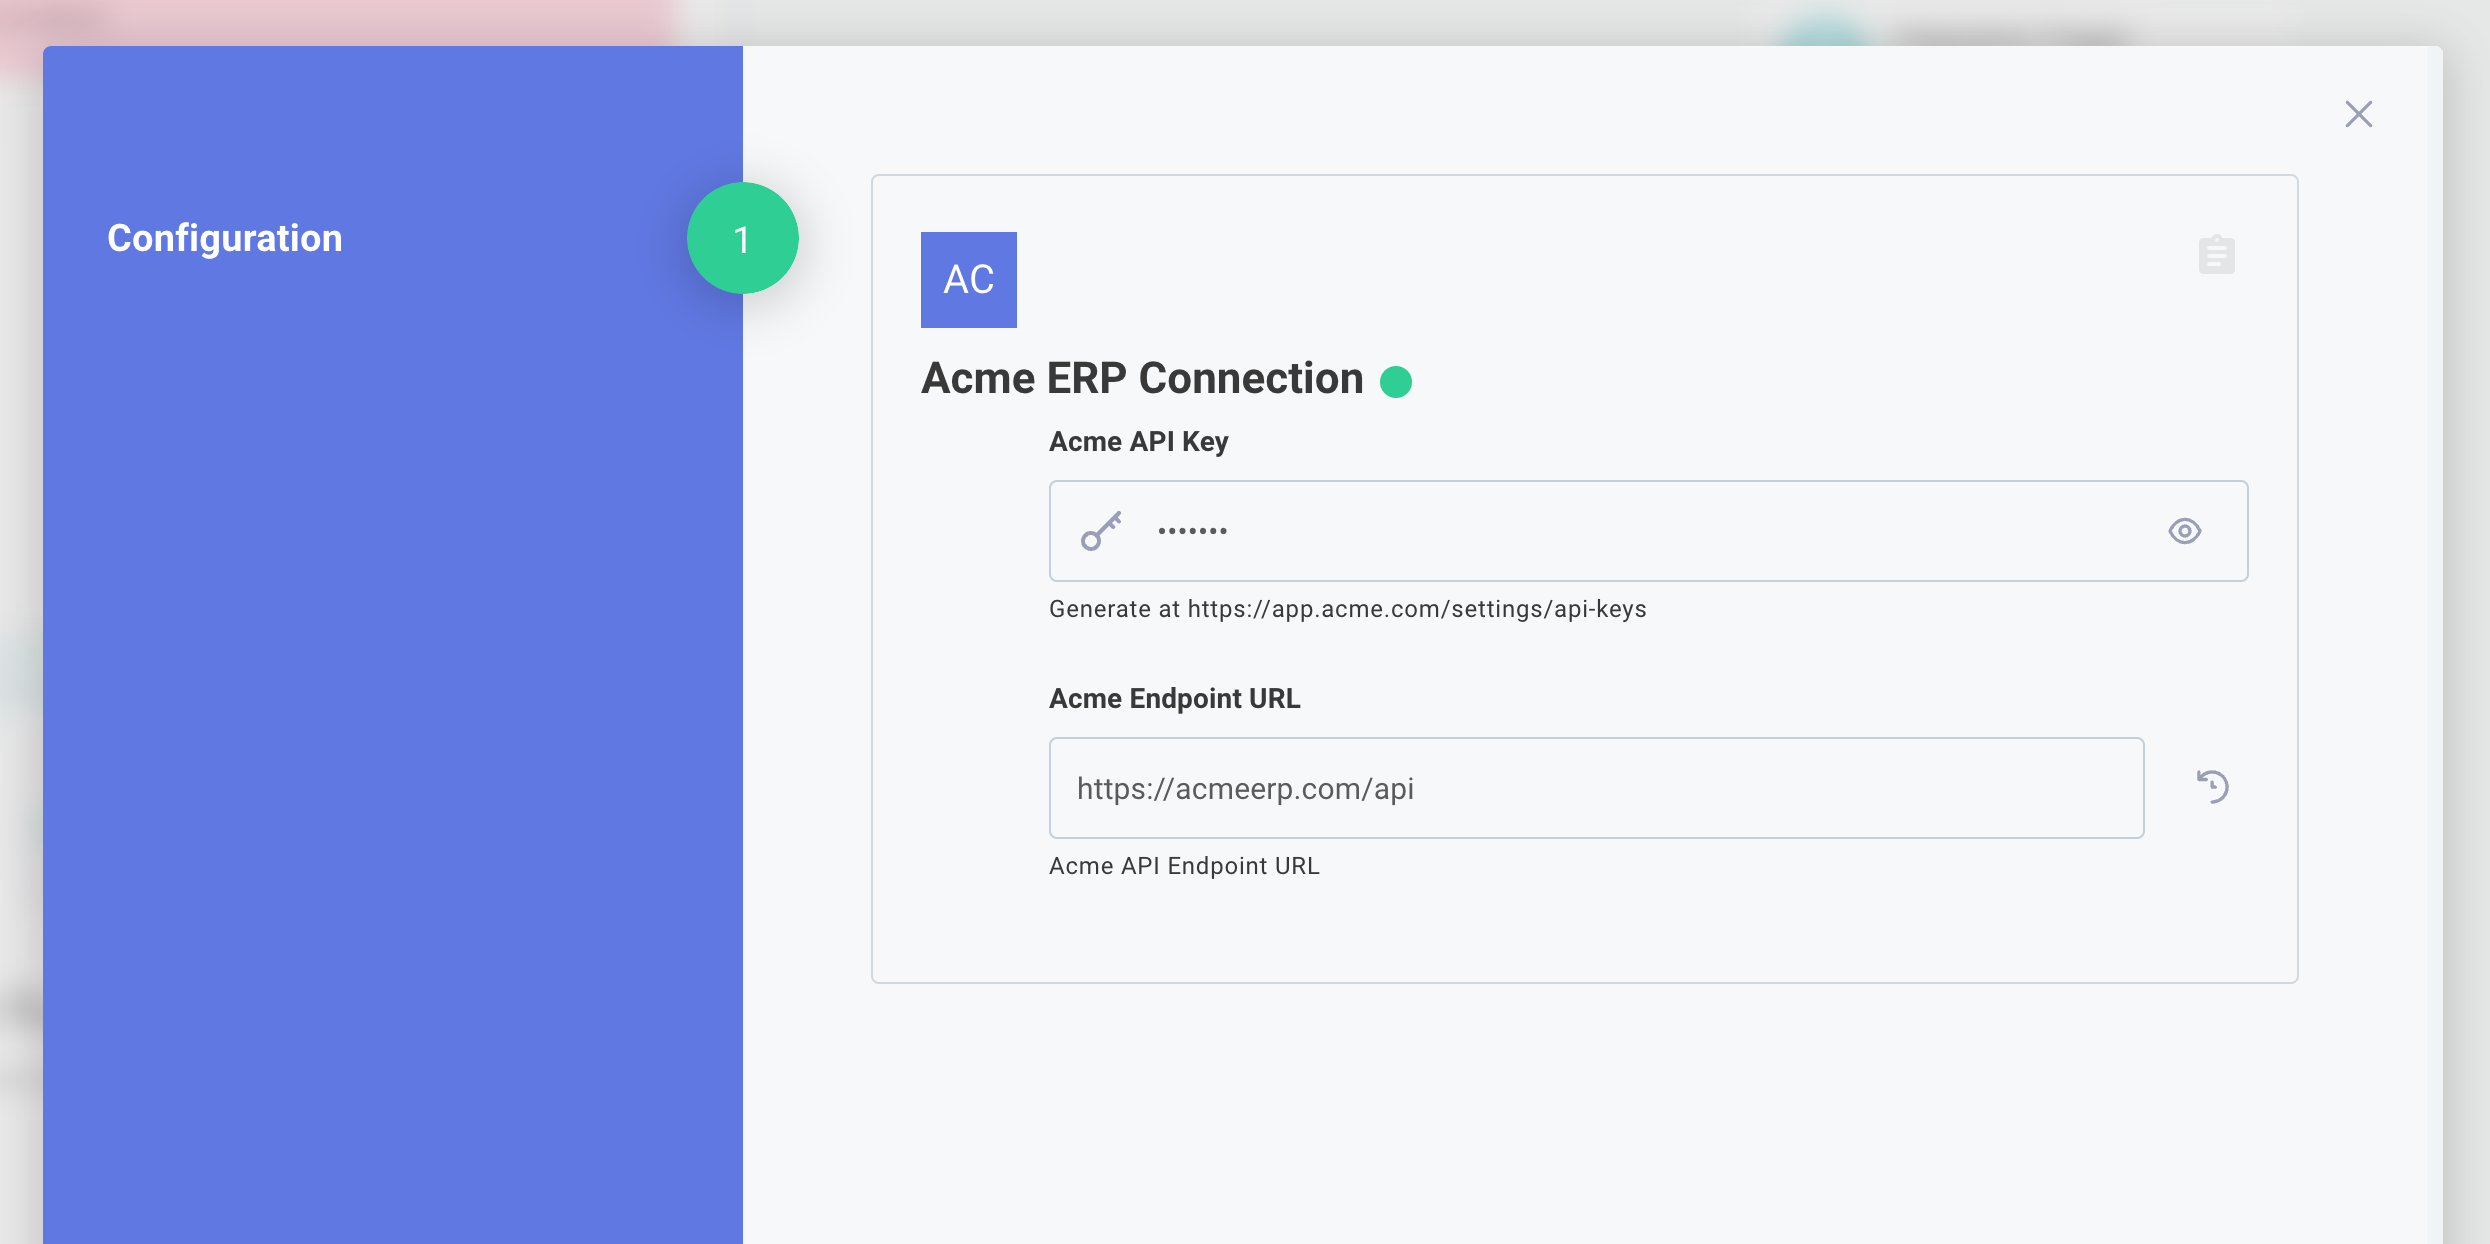 Configuration
1
AC
Acme ERP Connection
Acme API Key
•••••••
Generate at https://app.acme.com/settings/api-keys
Acme Endpoint URL
https://acmeerp.com/api
Acme API Endpoint URL